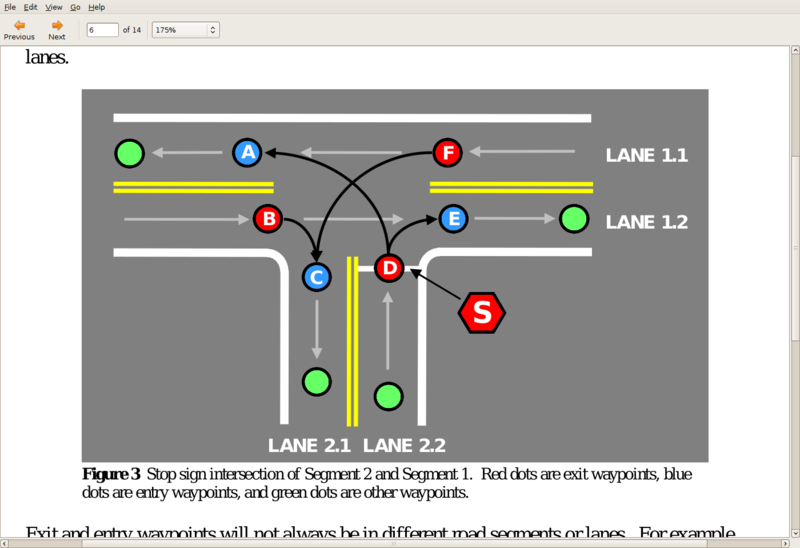 File Edit View Go Help
Previous Next 6 of 14 175%
lanes.
A F LANE 1.1
B E LANE 1.2
C D
S
LANE 2.1 LANE 2.2
Figure 3 Stop sign intersection of Segment 2 and Segment 1. Red dots are exit waypoints, blue
dots are entry waypoints, and green dots are other waypoints.
Exit and entry waypoints will not always be in different road segments or lanes. For example